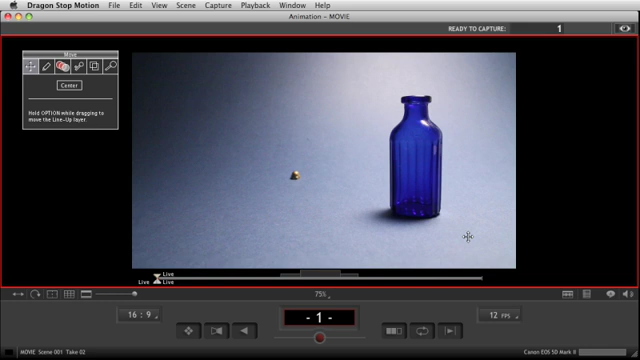 Dragon Stop Motion File Edit View Scene Capture Playback Window Help
Animation – MOVIE
READY TO CAPTURE: 1
Move
Center
Hold OPTION while dragging to
move the Line-Up layer.
Live
Live Live
75%
16 : 9
- 1 -
12 FPS
MOVIE Scene 001 Take 02
Canon EOS 5D Mark II